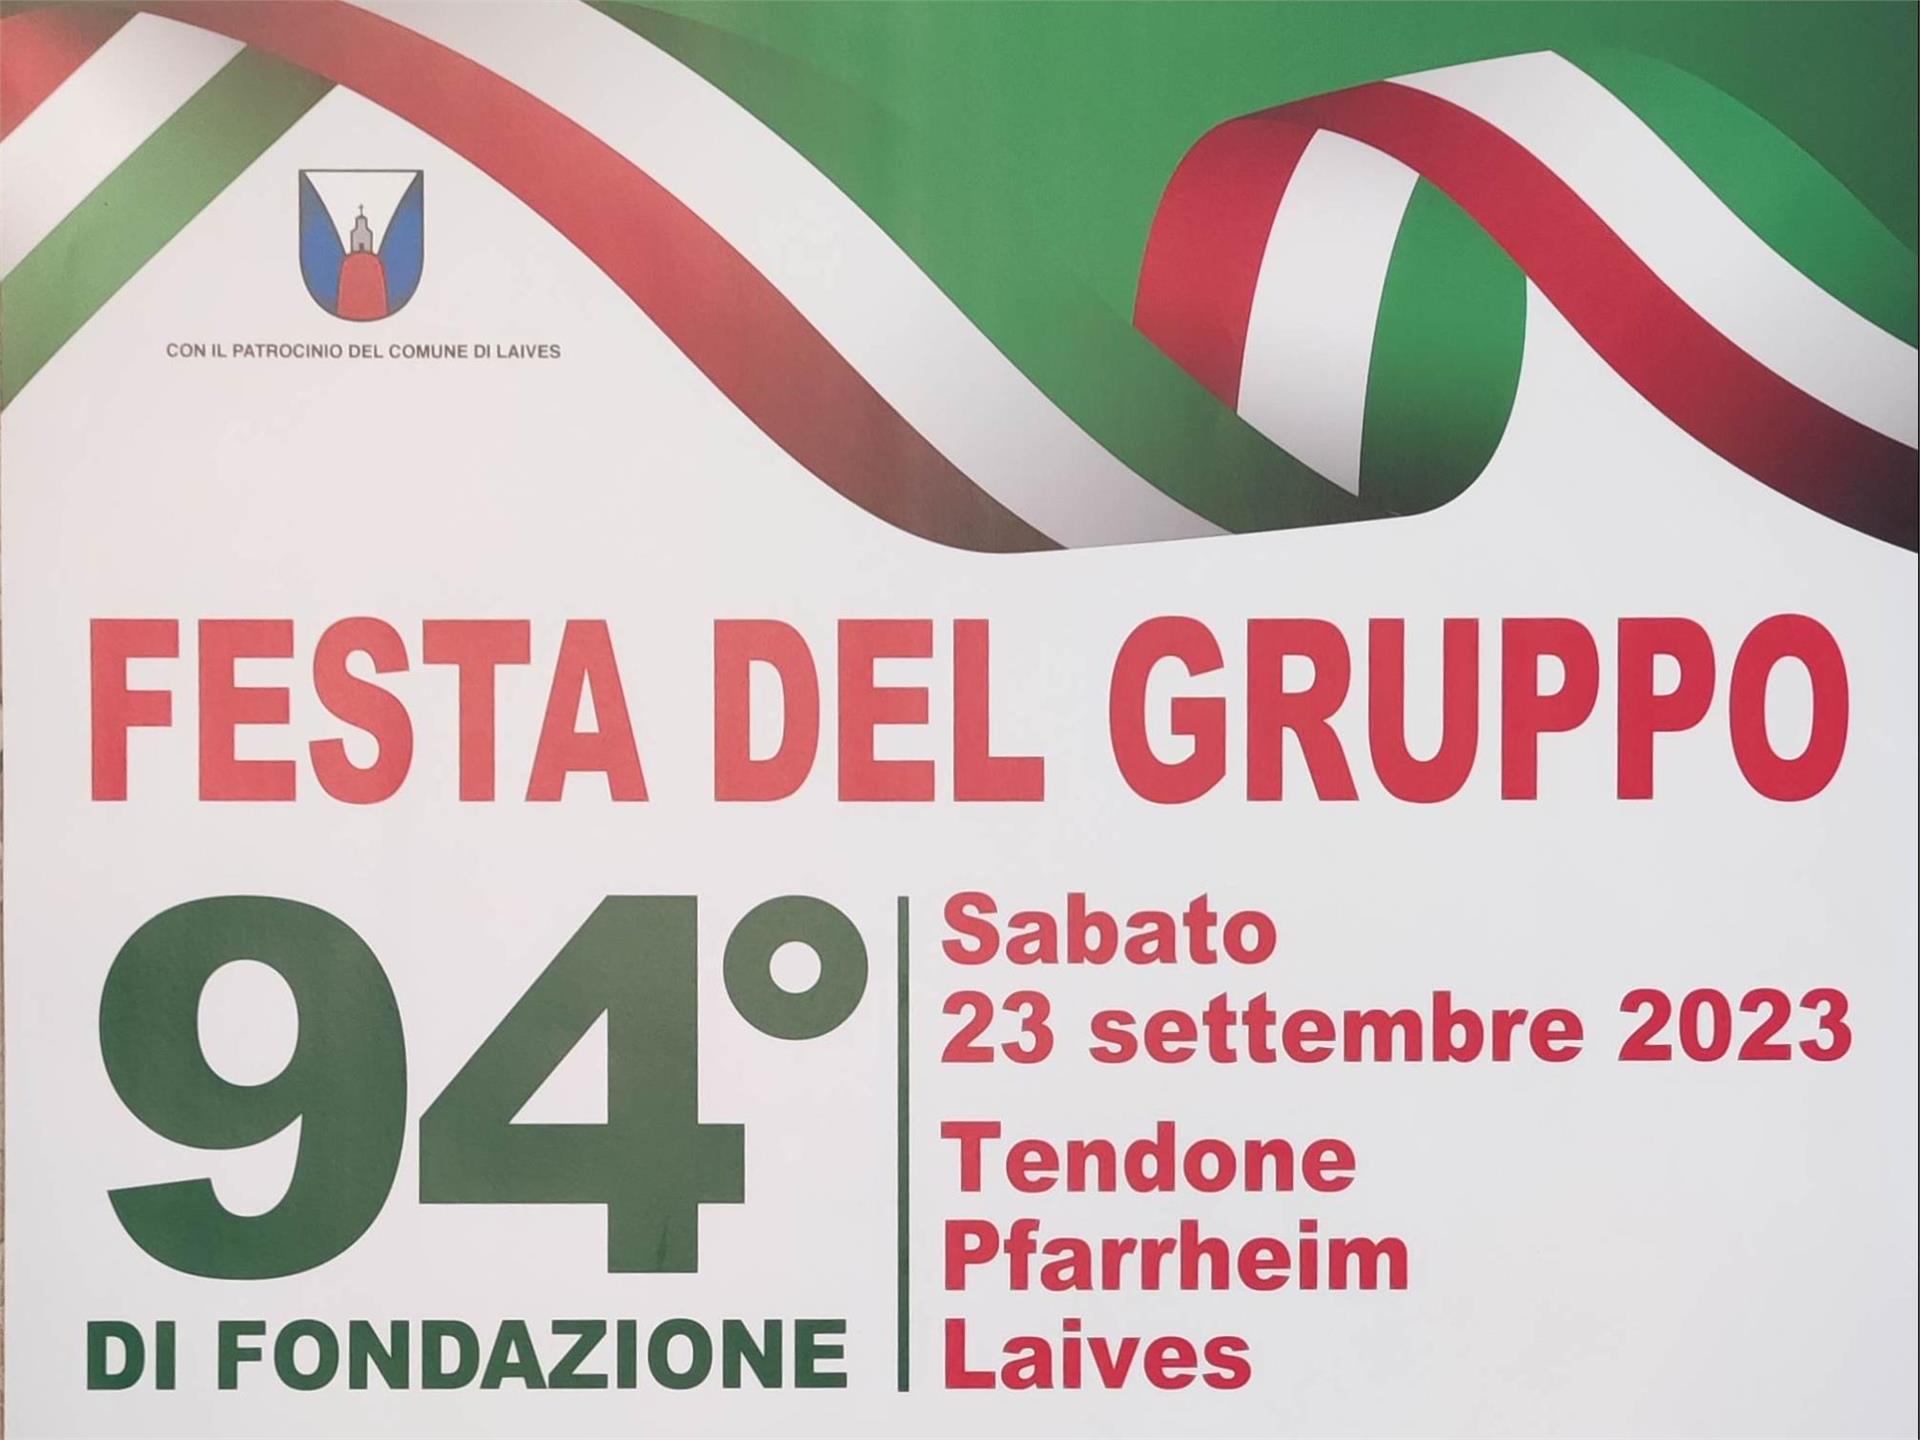 CON IL PATROCINIO DEL COMUNE DI LAIVES
FESTA DEL GRUPPO
94°
DI FONDAZIONE
Sabato
23 settembre 2023
Tendone
Pfarrheim
Laives